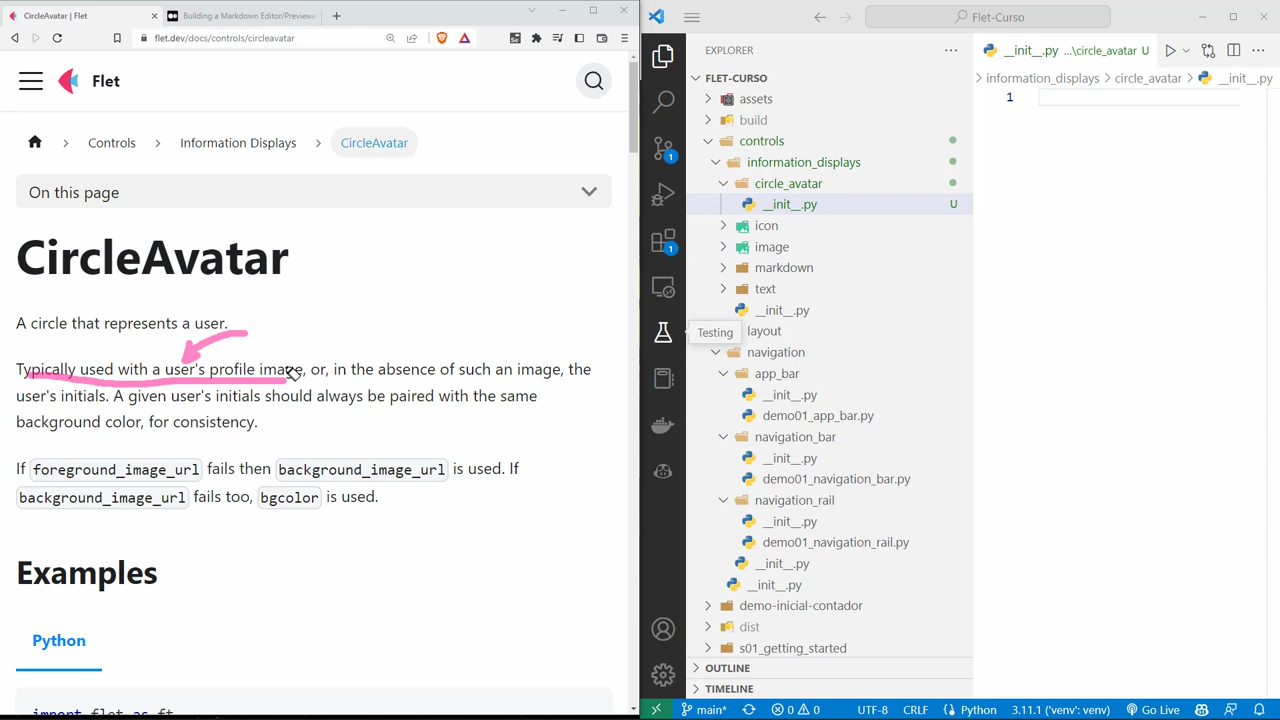 CircleAvatar | Flet
Building a Markdown Editor/Previewer
flet.dev/docs/controls/circleavatar
Flet
Controls
Information Displays
CircleAvatar
On this page
CircleAvatar
A circle that represents a user.
Typically used with a user's profile image, or, in the absence of such an image, the
user's initials. A given user's initials should always be paired with the same
background color, for consistency.
If foreground_image_url fails then background_image_url is used. If
background_image_url fails too, bgcolor is used.
Examples
Python
import flet as ft
Flet-Curso
EXPLORER
FLET-CURSO
assets
build
controls
information_displays
circle_avatar
__init__.py U
icon
image
markdown
text
__init__.py
Testing
layout
navigation
app_bar
__init__.py
demo01_app_bar.py
navigation_bar
__init__.py
demo01_navigation_bar.py
navigation_rail
__init__.py
demo01_navigation_rail.py
__init__.py
__init__.py
demo-inicial-contador
dist
s01_getting_started
OUTLINE
TIMELINE
1
1
__init__.py ...\circle_avatar U
information_displays > circle_avatar > __init__.py
1
main* 0 0 UTF-8 CRLF Python 3.11.1 ('venv': venv) Go Live